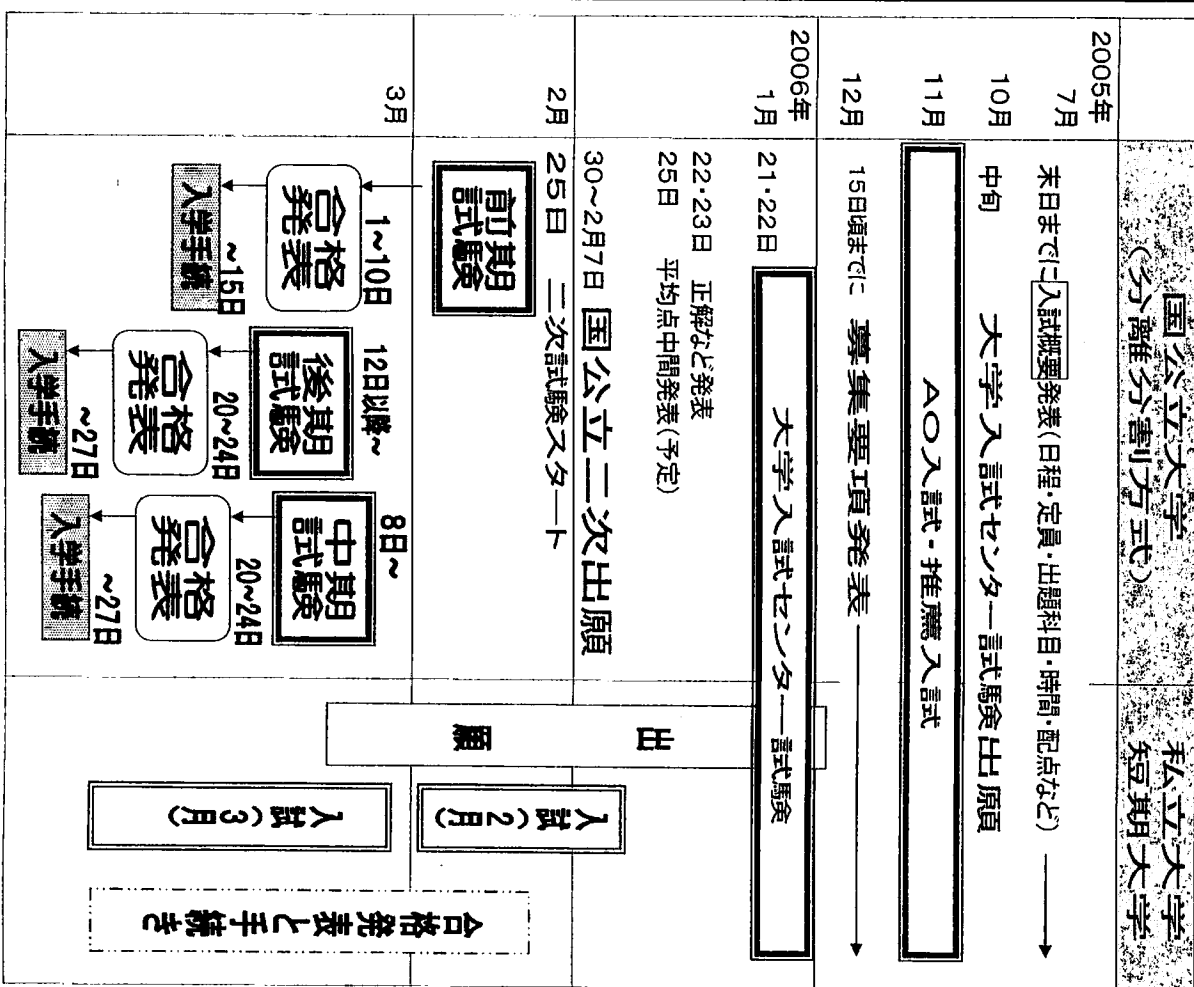 国公立大学
(分離分割方式)
私立大学
短期大学
2005年
7月
末日までに入試概要発表(日程・定員・出題科目・時間・配点など)
10月
中旬
大学入試センター試験出願
11月
AO入試・推薦入試
12月
15日頃までに
募集要項発表
2006年
1月
21・22日
大学入試センター試験
22・23日 正解など発表
25日 平均点中間発表(予定)
30~2月7日 国公立二次出願
出願
2月
25日 二次試験スタート
前期
試験
入試(2月)
3月
1~10日
合格
発表
~15日
入学手続
12日以降~
後期
試験
20~24日
合格
発表
~27日
入学手続
8日~
中期
試験
20~24日
合格
発表
~27日
入学手続
入試(3月)
合格発表と手続き